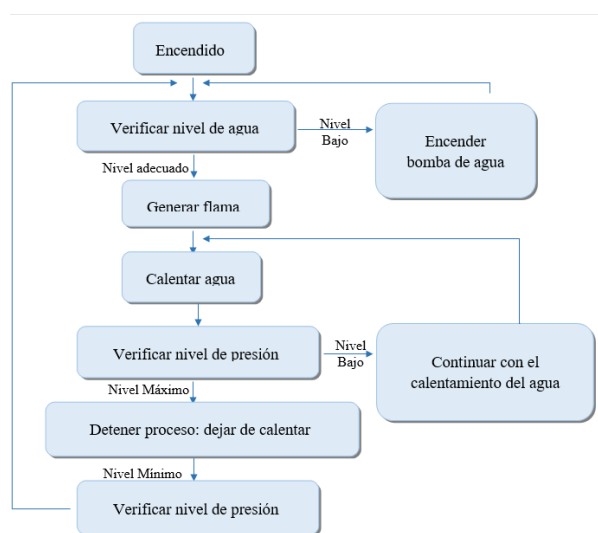 Encendido
Verificar nivel de agua
Nivel
Bajo
Encender
bomba de agua
Nivel adecuado
Generar flama
Calentar agua
Verificar nivel de presión
Nivel
Bajo
Continuar con el
calentamiento del agua
Nivel Máximo
Detener proceso: dejar de calentar
Nivel Mínimo
Verificar nivel de presión